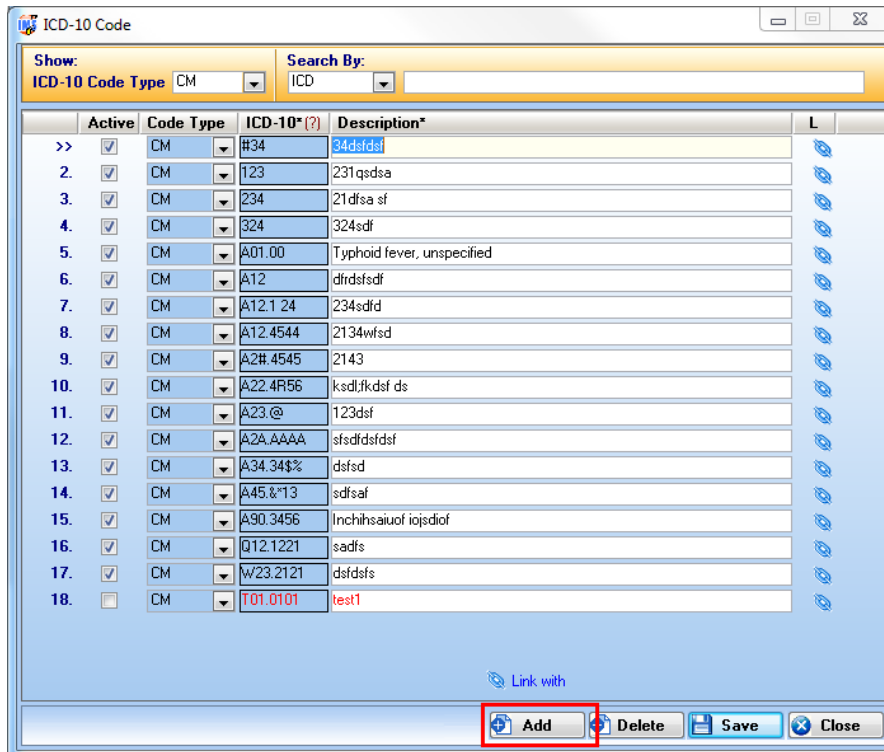 IMS ICD-10 Code
Show: Search By:
ICD-10 Code Type CM ICD
Active Code Type ICD-10* (?) Description* L
>> CM #34 34dsfdsf
2. CM 123 231qsdsa
3. CM 234 21dfsa sf
4. CM 324 324sdf
5. CM A01.00 Typhoid fever, unspecified
6. CM A12 dfrdsfsdf
7. CM A12.1 24 234sdfd
8. CM A12.4544 2134wfsd
9. CM A2#.4545 2143
10. CM A22.4R56 ksdl;fkdsf ds
11. CM A23.@ 123dsf
12. CM A2A.AAAA sfsdfdsfdsf
13. CM A34.34$% dsfsd
14. CM A45.&*13 sdfsaf
15. CM A90.3456 Inchihsaiuof iojsdiof
16. CM Q12.1221 sadfs
17. CM W23.2121 dsfdsfs
18. CM T01.0101 test1
Link with
Add Delete Save Close